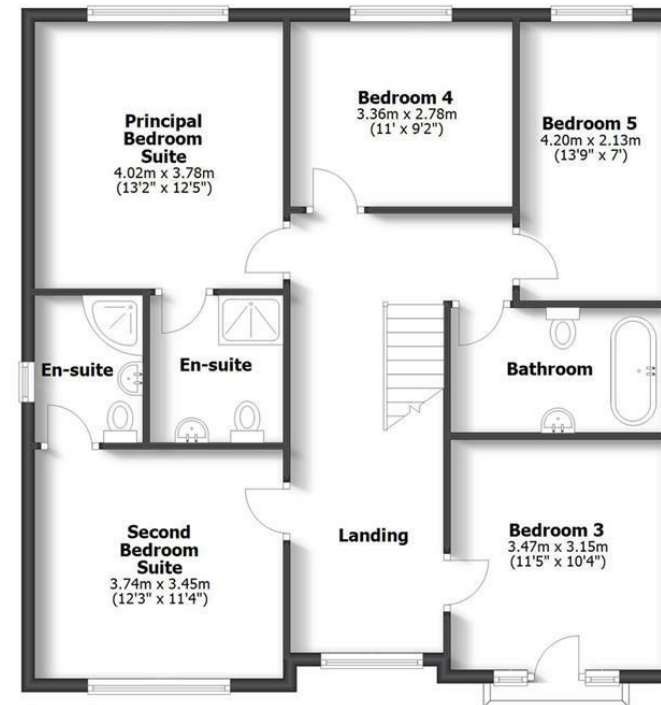 Principal
Bedroom
Suite
4.02m x 3.78m
(13'2" x 12'5")
Bedroom 4
3.36m x 2.78m
(11' x 9'2")
Bedroom 5
4.20m x 2.13m
(13'9" x 7')
En-suite
En-suite
Bathroom
Second
Bedroom
Suite
3.74m x 3.45m
(12'3" x 11'4")
Landing
Bedroom 3
3.47m x 3.15m
(11'5" x 10'4")